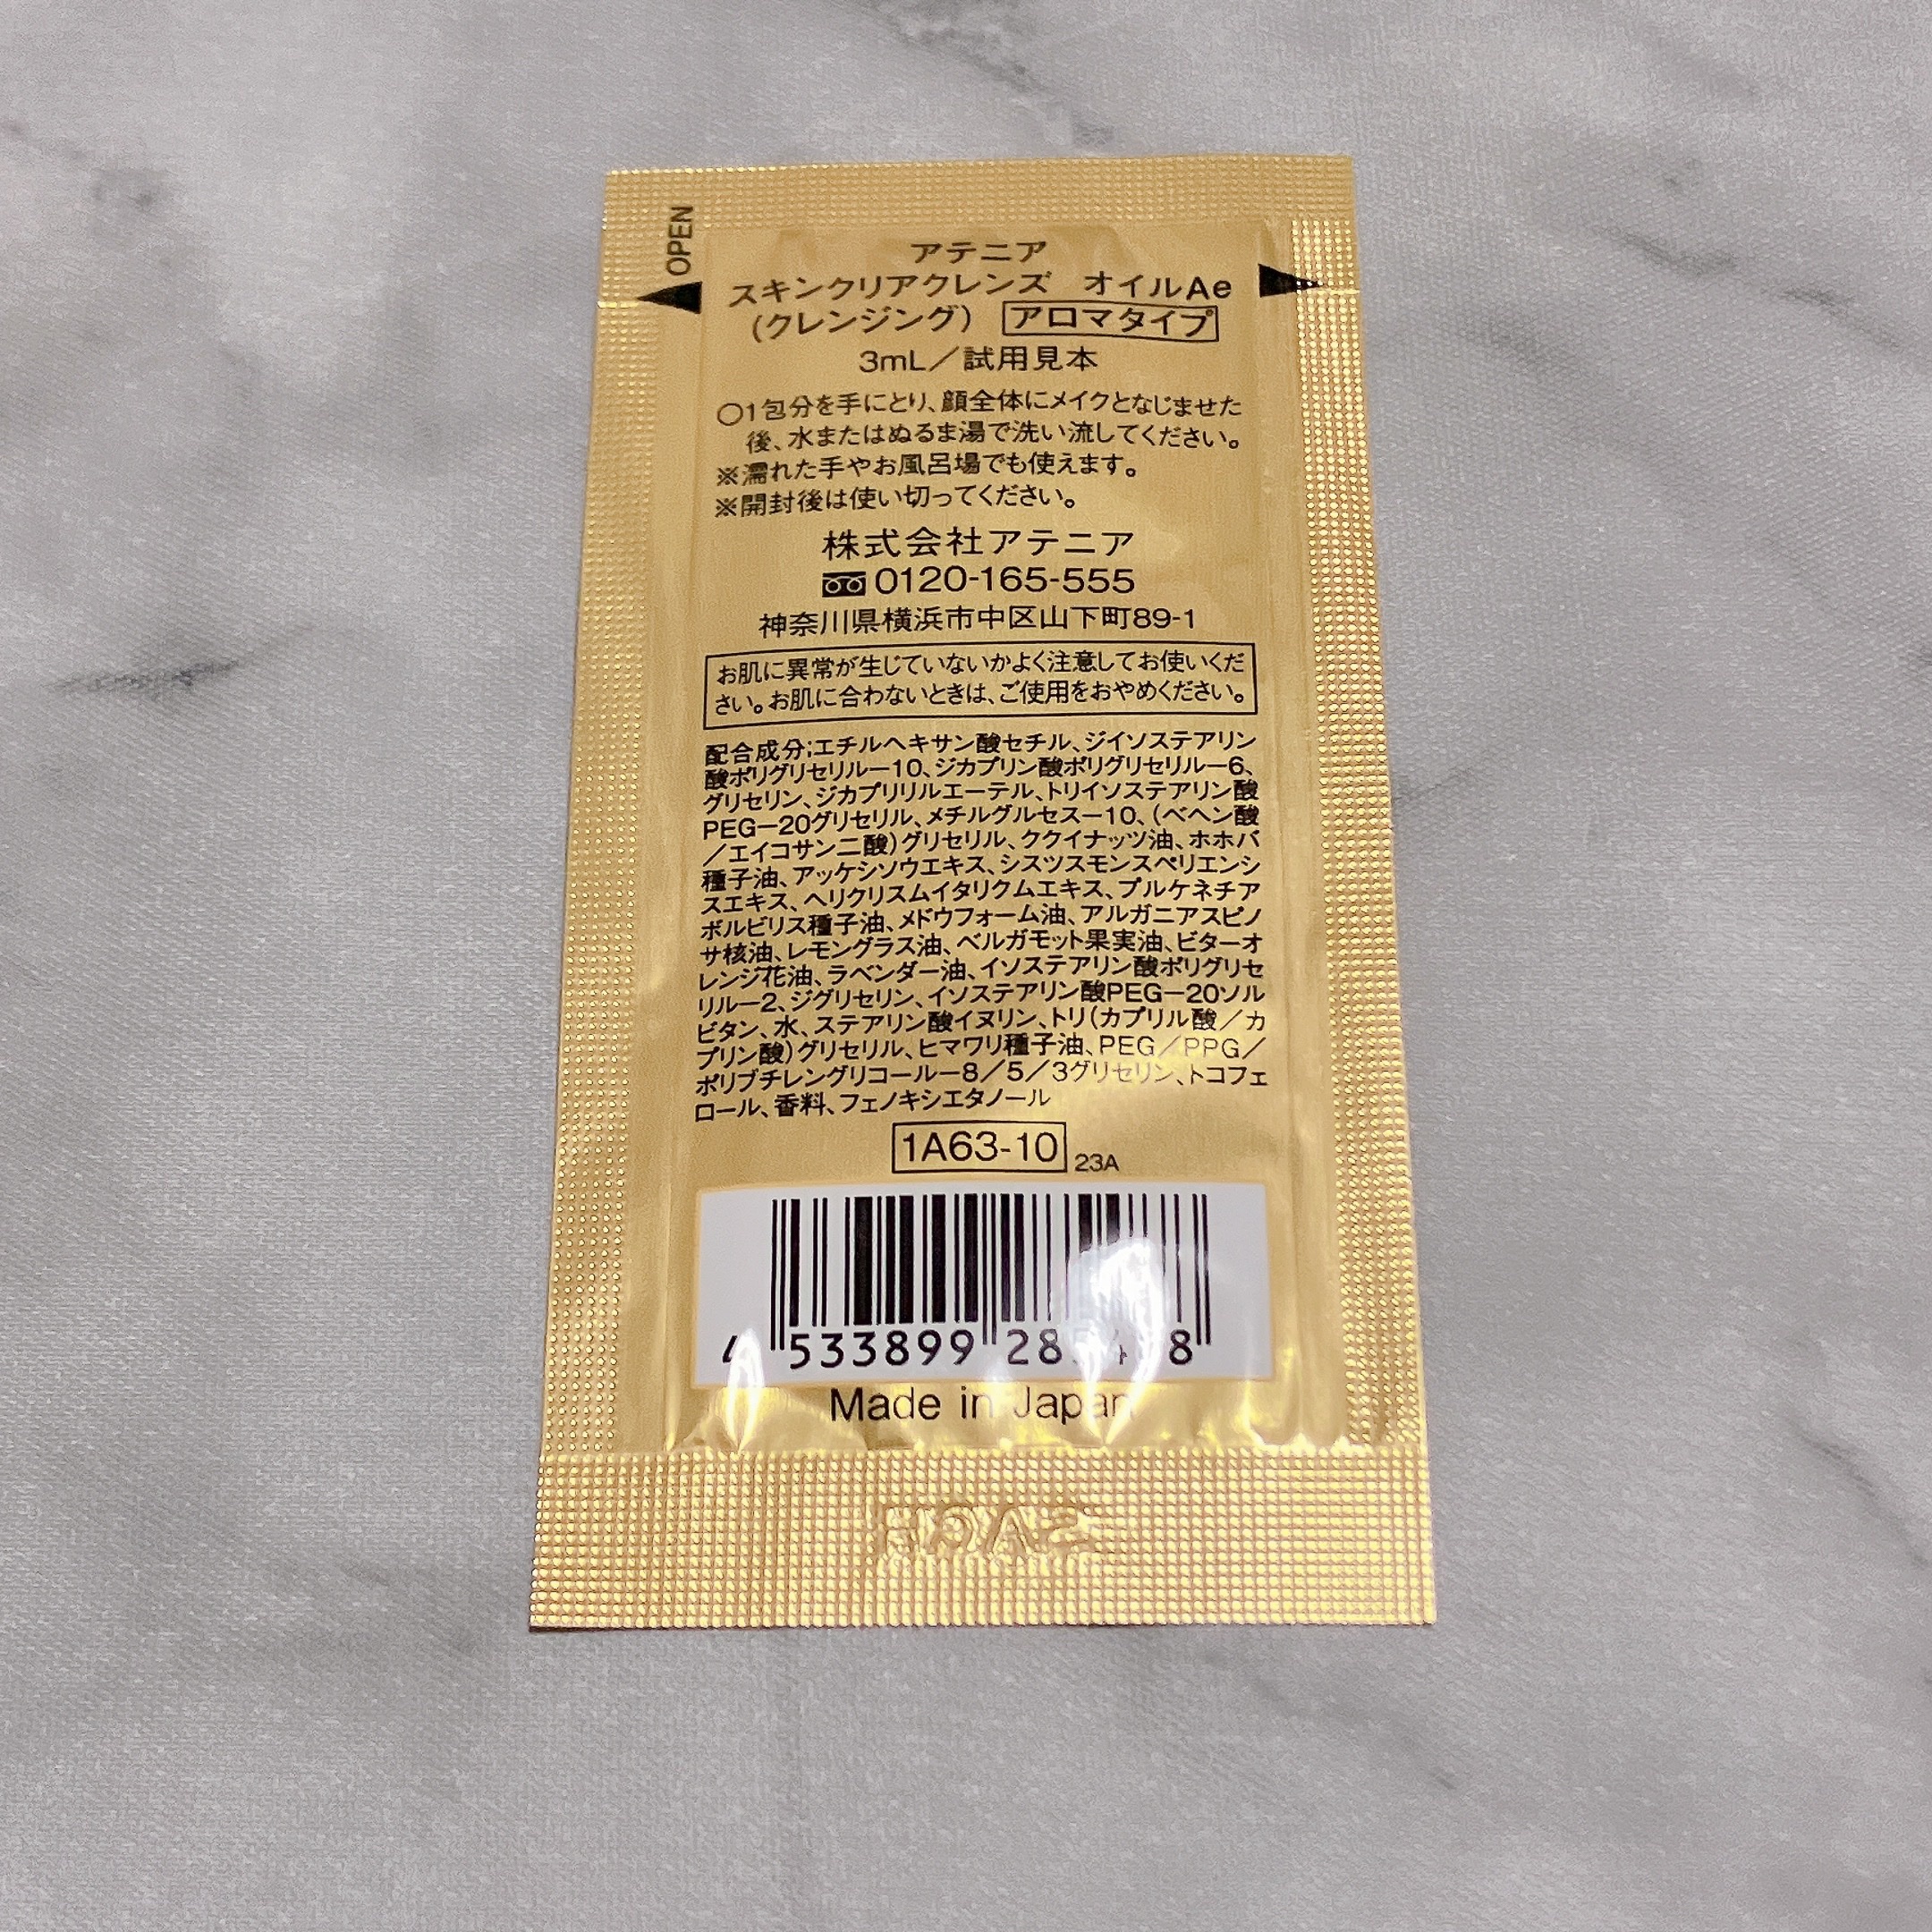 OPEN
アテニア
スキンクリアクレンズ オイルAe
(クレンジング) アロマタイプ
3mL／試用見本
○1包分を手にとり、顔全体にメイクとなじませた
後、水またはぬるま湯で洗い流してください。
※濡れた手やお風呂場でも使えます。
※開封後は使い切ってください。
株式会社アテニア
0120-165-555
神奈川県横浜市中区山下町89-1
お肌に異常が生じていないかよく注意してお使いくだ
さい。お肌に合わないときは、ご使用をおやめください。
配合成分;エチルヘキサン酸セチル、ジイソステアリン
酸ポリグリセリル－10、ジカプリン酸ポリグリセリル－6、
グリセリン、ジカプリリルエーテル、トリイソステアリン酸
PEG－20グリセリル、メチルグルセス－10、(ベヘン酸
／エイコサン二酸)グリセリル、ククイナッツ油、ホホバ
種子油、アッケシソウエキス、シスツスモンスペリエンシ
スエキス、ヘリクリスムイタリクムエキス、プルケネチア
ボルビリス種子油、メドウフォーム油、アルガニアスピノ
サ核油、レモングラス油、ベルガモット果実油、ビターオ
レンジ花油、ラベンダー油、イソステアリン酸ポリグリセ
リル－2、ジグリセリン、イソステアリン酸PEG－20ソル
ビタン、水、ステアリン酸イヌリン、トリ(カプリル酸／カ
プリン酸)グリセリル、ヒマワリ種子油、PEG／PPG／
ポリブチレングリコール－8／5／3グリセリン、トコフェ
ロール、香料、フェノキシエタノール
1A63-10 23A
4 533899
Made in Japan